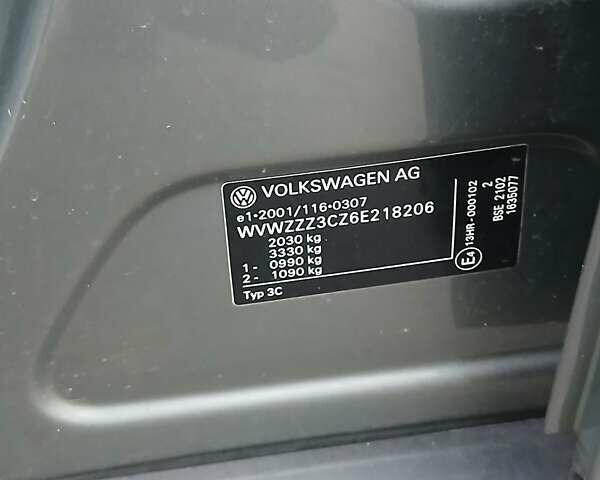 VOLKSWAGEN AG
e1*2001/116*0307
WVWZZZ3CZ6E218206
2030 kg
3330 kg
1- 0990 kg
2- 1090 kg
Typ 3C
E4 13HR-000102
2
BSE 2102
1635077